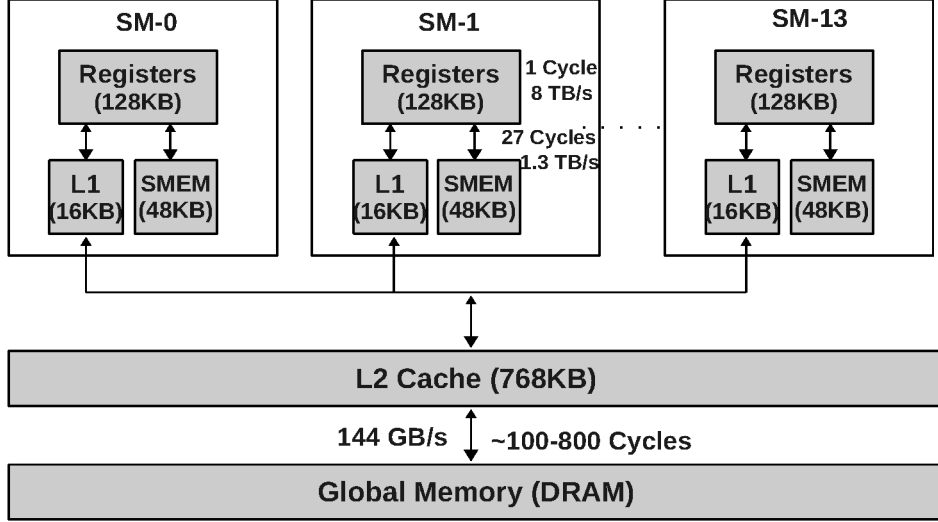 SM-0
Registers
(128KB)
L1
(16KB)
SMEM
(48KB)
SM-1
Registers
(128KB)
1 Cycle
8 TB/s
27 Cycles
1.3 TB/s
L1
(16KB)
SMEM
(48KB)
. . . . .
SM-13
Registers
(128KB)
L1
(16KB)
SMEM
(48KB)
L2 Cache (768KB)
144 GB/s
~100-800 Cycles
Global Memory (DRAM)